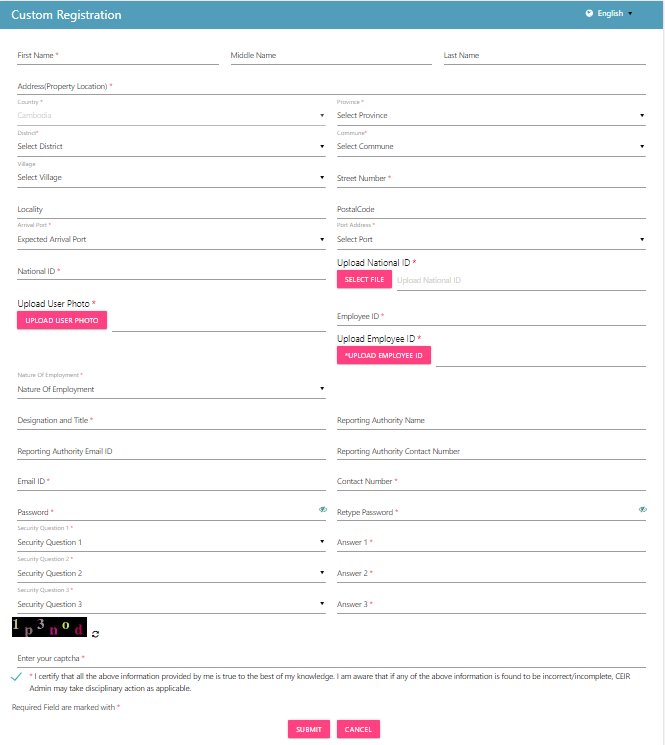 Custom Registration English
First Name * Middle Name Last Name
Address(Property Location) *
Country * Province *
Cambodia Select Province
District* Commune*
Select District Select Commune
Village
Select Village Street Number *
Locality PostalCode
Arrival Port * Port Address *
Expected Arrival Port Select Port
National ID * Upload National ID *
SELECT FILE Upload National ID
Upload User Photo *
UPLOAD USER PHOTO Employee ID *
Upload Employee ID *
*UPLOAD EMPLOYEE ID
Nature Of Employment *
Nature Of Employment
Designation and Title * Reporting Authority Name
Reporting Authority Email ID Reporting Authority Contact Number
Email ID * Contact Number *
Password * Retype Password *
Security Question 1 *
Security Question 1 Answer 1 *
Security Question 2 *
Security Question 2 Answer 2 *
Security Question 3 *
Security Question 3 Answer 3 *
1p3nod
Enter your captcha *
* I certify that all the above information provided by me is true to the best of my knowledge. I am aware that if any of the above information is found to be incorrect/incomplete, CEIR
Admin may take disciplinary action as applicable.
Required Field are marked with *
SUBMIT CANCEL